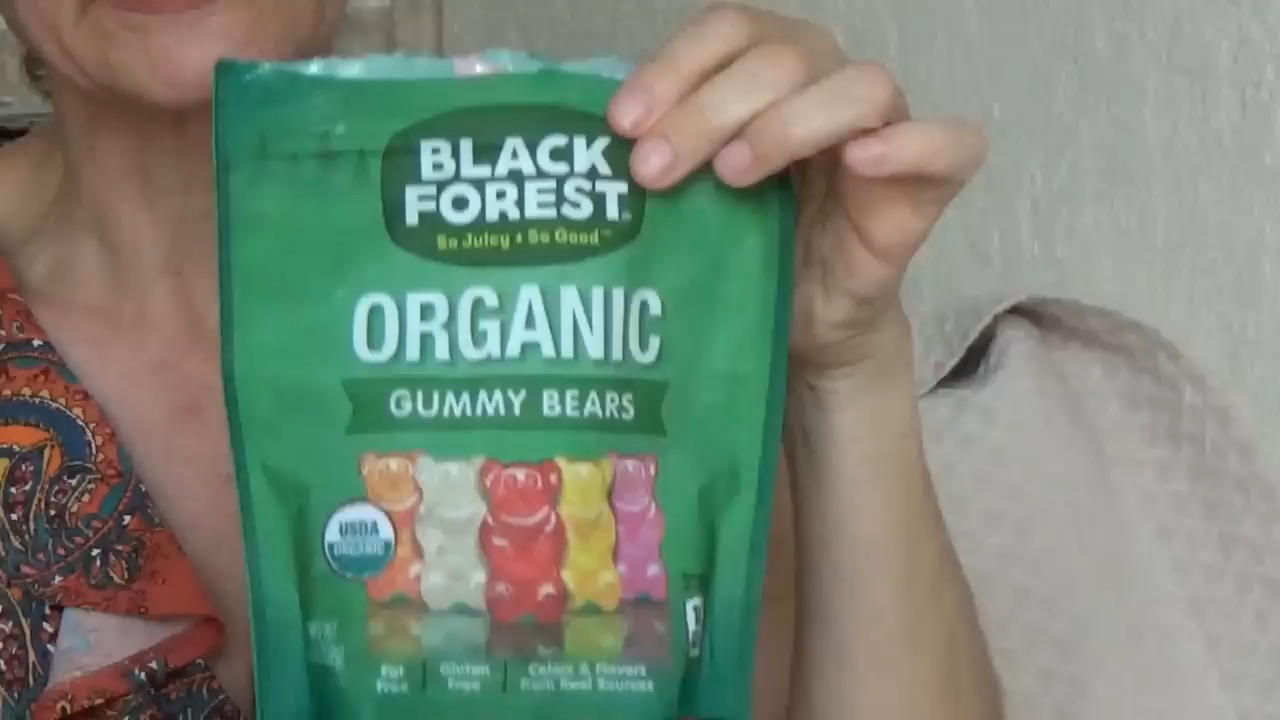 BLACK
FOREST
So Juicy • So Good™
ORGANIC
GUMMY BEARS
USDA
ORGANIC
Fat
Free
Gluten
Free
Colors & Flavors
from Real Sources